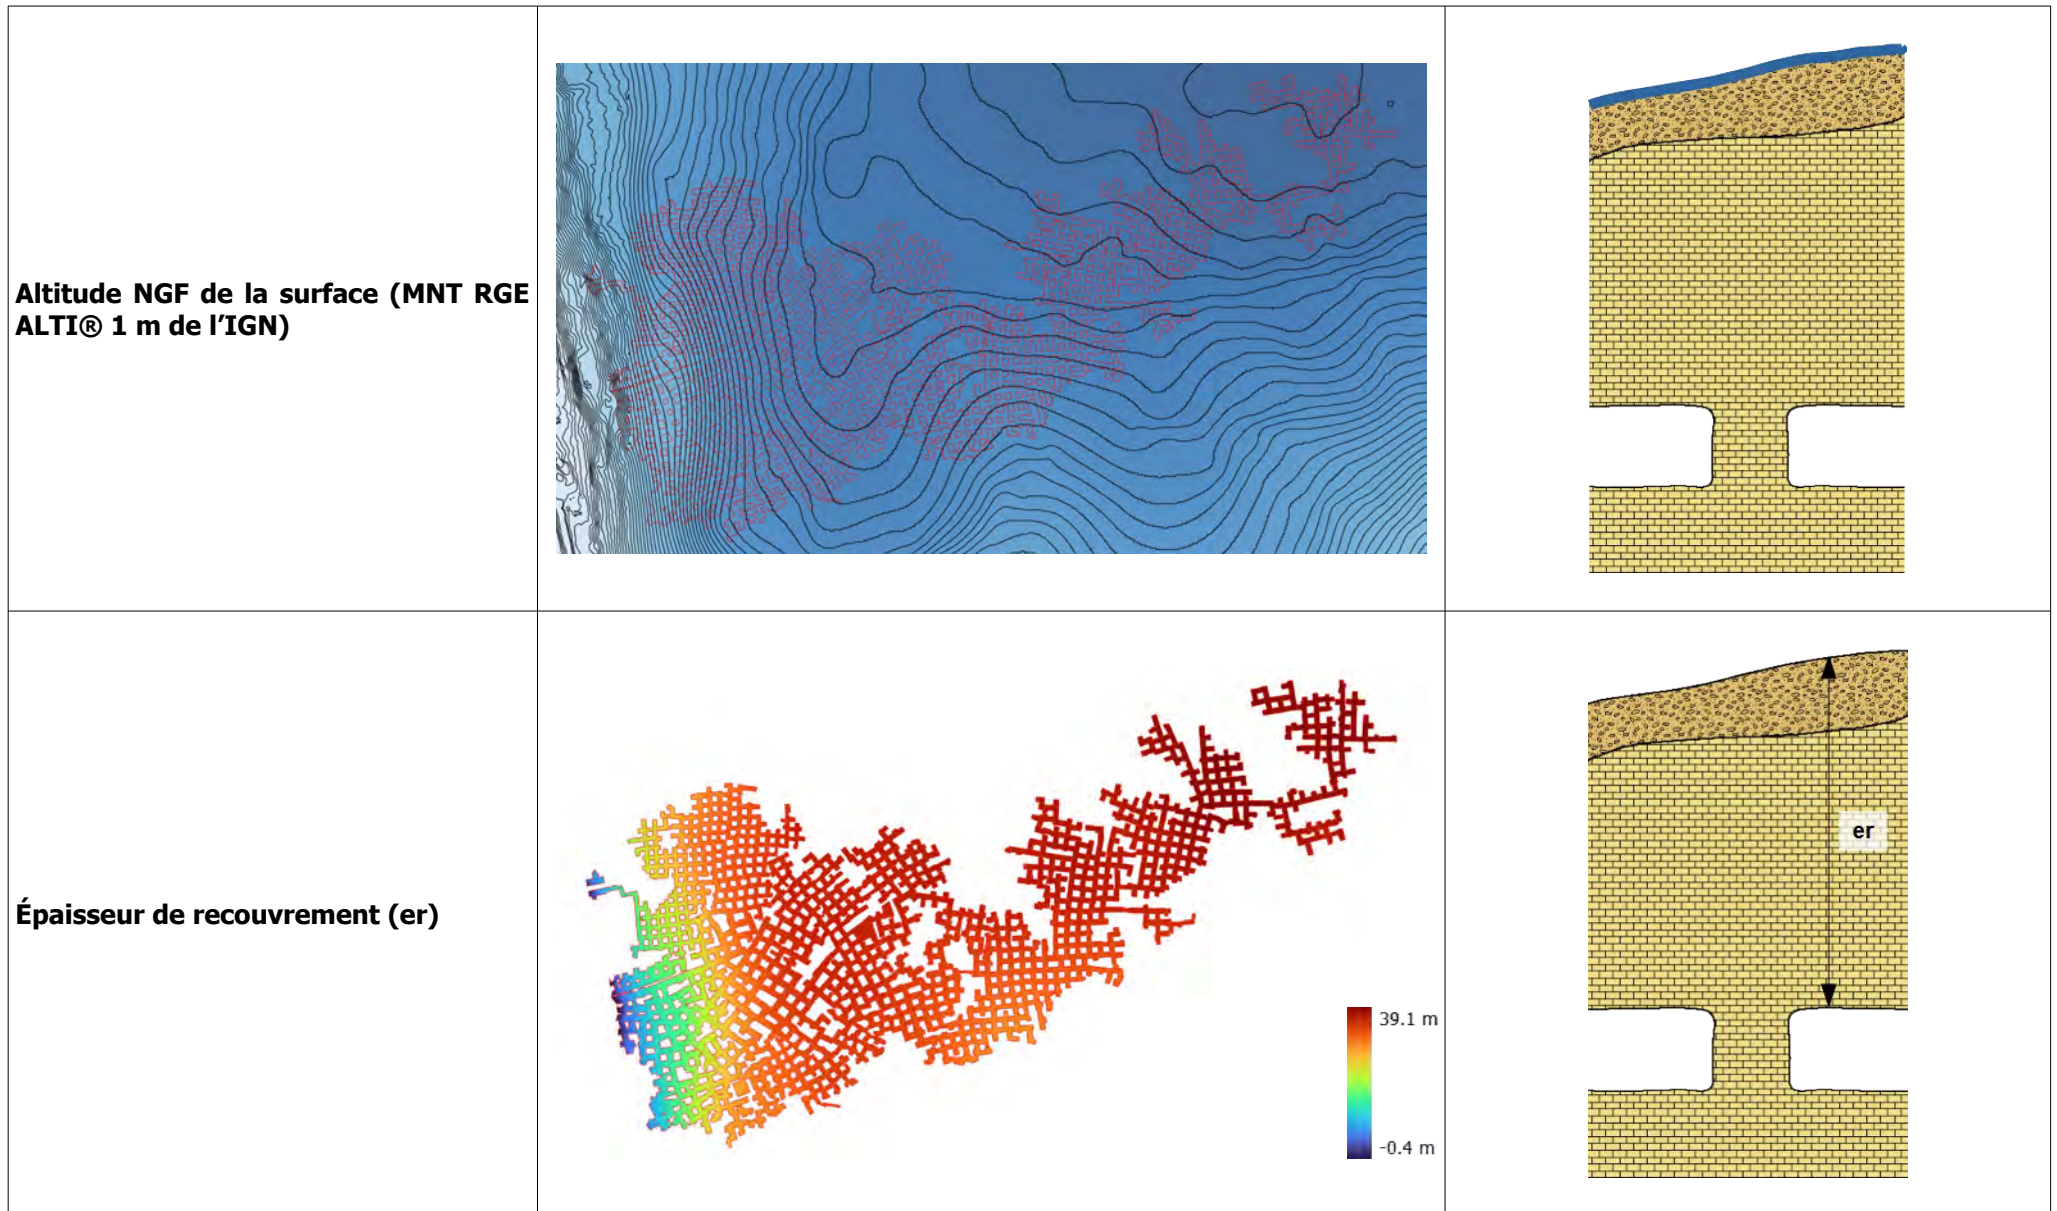 Altitude NGF de la surface (MNT RGE
ALTI® 1 m de l’IGN)
Épaisseur de recouvrement (er)
39.1 m
-0.4 m
er